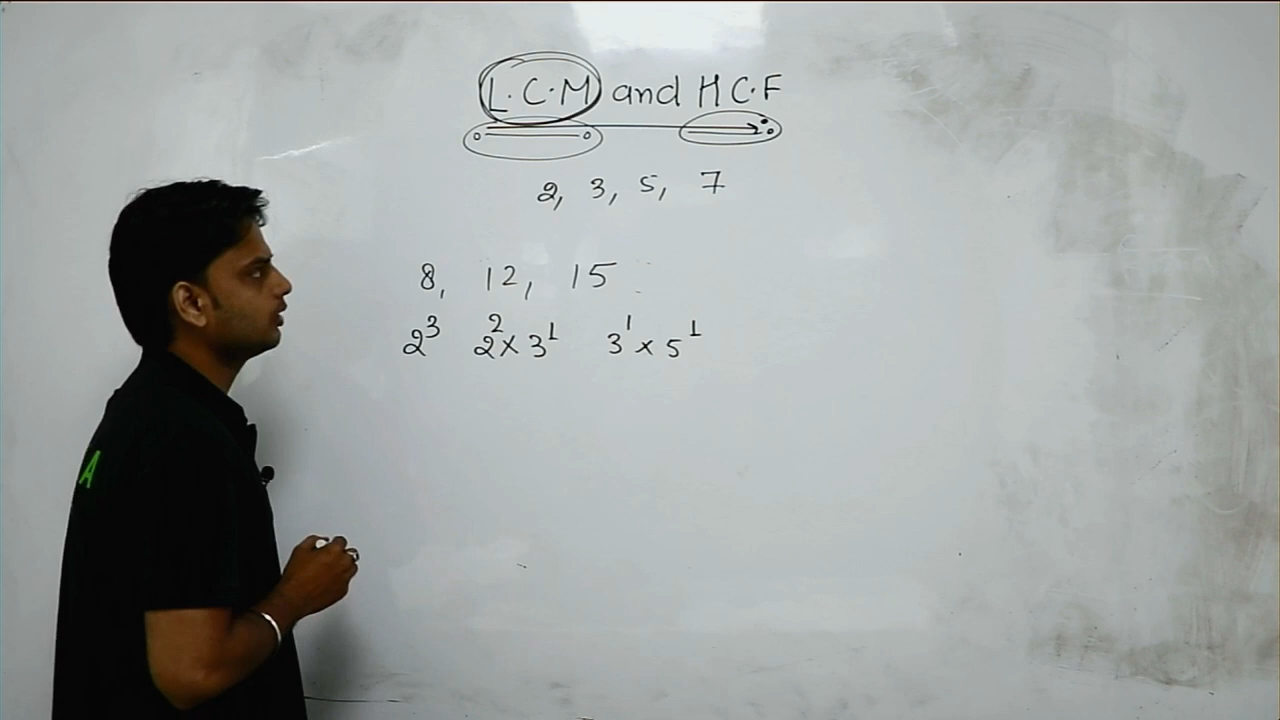 L.C.M and H.C.F
2, 3, 5, 7
8, 12, 15
2³ 2² x 3¹ 3¹ x 5¹
A